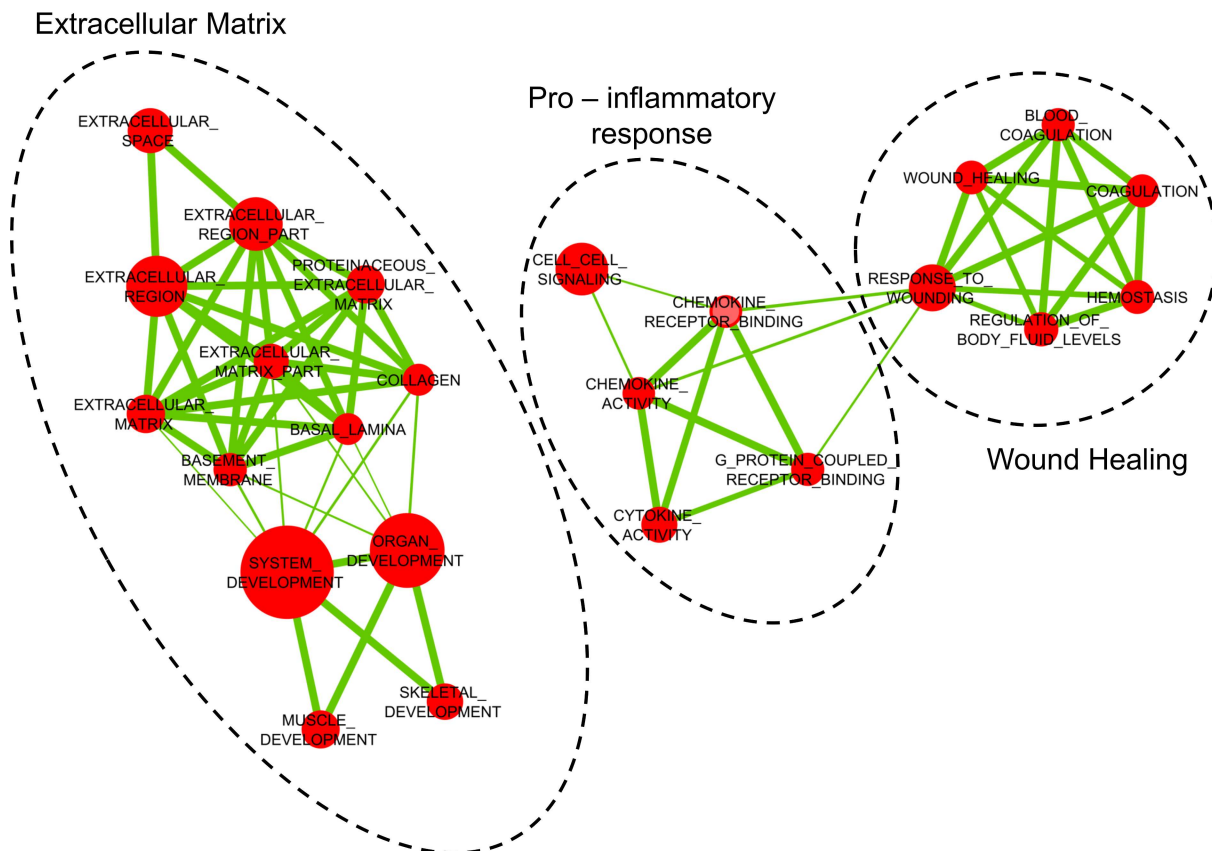 Extracellular Matrix
EXTRACELLULAR_
SPACE
EXTRACELLULAR_
REGION_PART
EXTRACELLULAR_
REGION
PROTEINACEOUS_
EXTRACELLULAR_
MATRIX
EXTRACELLULAR_
MATRIX_PART
COLLAGEN
EXTRACELLULAR_
MATRIX
BASAL_LAMINA
BASEMENT_
MEMBRANE
ORGAN_
DEVELOPMENT
SYSTEM_
DEVELOPMENT
SKELETAL_
DEVELOPMENT
MUSCLE_
DEVELOPMENT
Pro – inflammatory
response
CELL_CELL_
SIGNALING
CHEMOKINE_
RECEPTOR_BINDING
CHEMOKINE_
ACTIVITY
G_PROTEIN_COUPLED_
RECEPTOR_BINDING
CYTOKINE_
ACTIVITY
BLOOD_
COAGULATION
WOUND_HEALING
COAGULATION
RESPONSE_TO_
WOUNDING
HEMOSTASIS
REGULATION_OF_
BODY_FLUID_LEVELS
Wound Healing